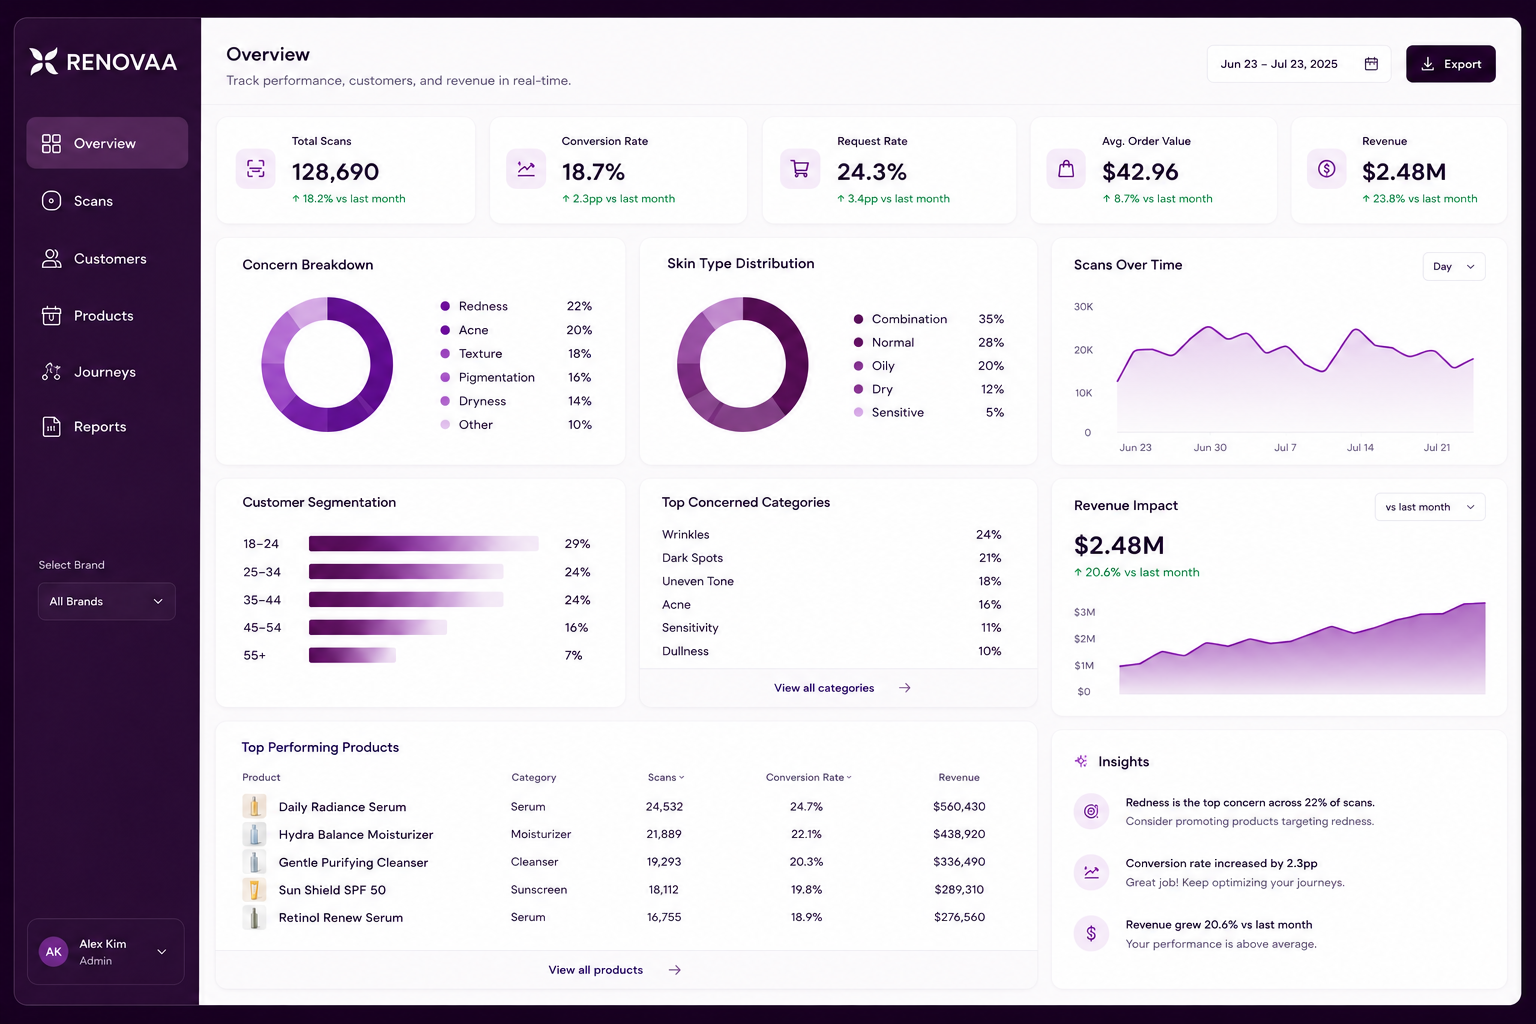 RENOVAA
Overview
Scans
Customers
Products
Journeys
Reports
Select Brand
All Brands
AK
Alex Kim
Admin
Overview
Track performance, customers, and revenue in real-time.
Jun 23 – Jul 23, 2025
Export
Total Scans
128,690
↑ 18.2% vs last month
Conversion Rate
18.7%
↑ 2.3pp vs last month
Request Rate
24.3%
↑ 3.4pp vs last month
Avg. Order Value
$42.96
↑ 8.7% vs last month
Revenue
$2.48M
↑ 23.8% vs last month
Concern Breakdown
Redness 22%
Acne 20%
Texture 18%
Pigmentation 16%
Dryness 14%
Other 10%
Skin Type Distribution
Combination 35%
Normal 28%
Oily 20%
Dry 12%
Sensitive 5%
Scans Over Time
Day
30K
20K
10K
0
Jun 23 Jun 30 Jul 7 Jul 14 Jul 21
Customer Segmentation
18–24 29%
25–34 24%
35–44 24%
45–54 16%
55+ 7%
Top Concerned Categories
Wrinkles 24%
Dark Spots 21%
Uneven Tone 18%
Acne 16%
Sensitivity 11%
Dullness 10%
View all categories →
Revenue Impact
vs last month
$2.48M
↑ 20.6% vs last month
$3M
$2M
$1M
$0
Top Performing Products
Product Category Scans Conversion Rate Revenue
Daily Radiance Serum Serum 24,532 24.7% $560,430
Hydra Balance Moisturizer Moisturizer 21,889 22.1% $438,920
Gentle Purifying Cleanser Cleanser 19,293 20.3% $336,490
Sun Shield SPF 50 Sunscreen 18,112 19.8% $289,310
Retinol Renew Serum Serum 16,755 18.9% $276,560
View all products →
Insights
Redness is the top concern across 22% of scans.
Consider promoting products targeting redness.
Conversion rate increased by 2.3pp
Great job! Keep optimizing your journeys.
Revenue grew 20.6% vs last month
Your performance is above average.